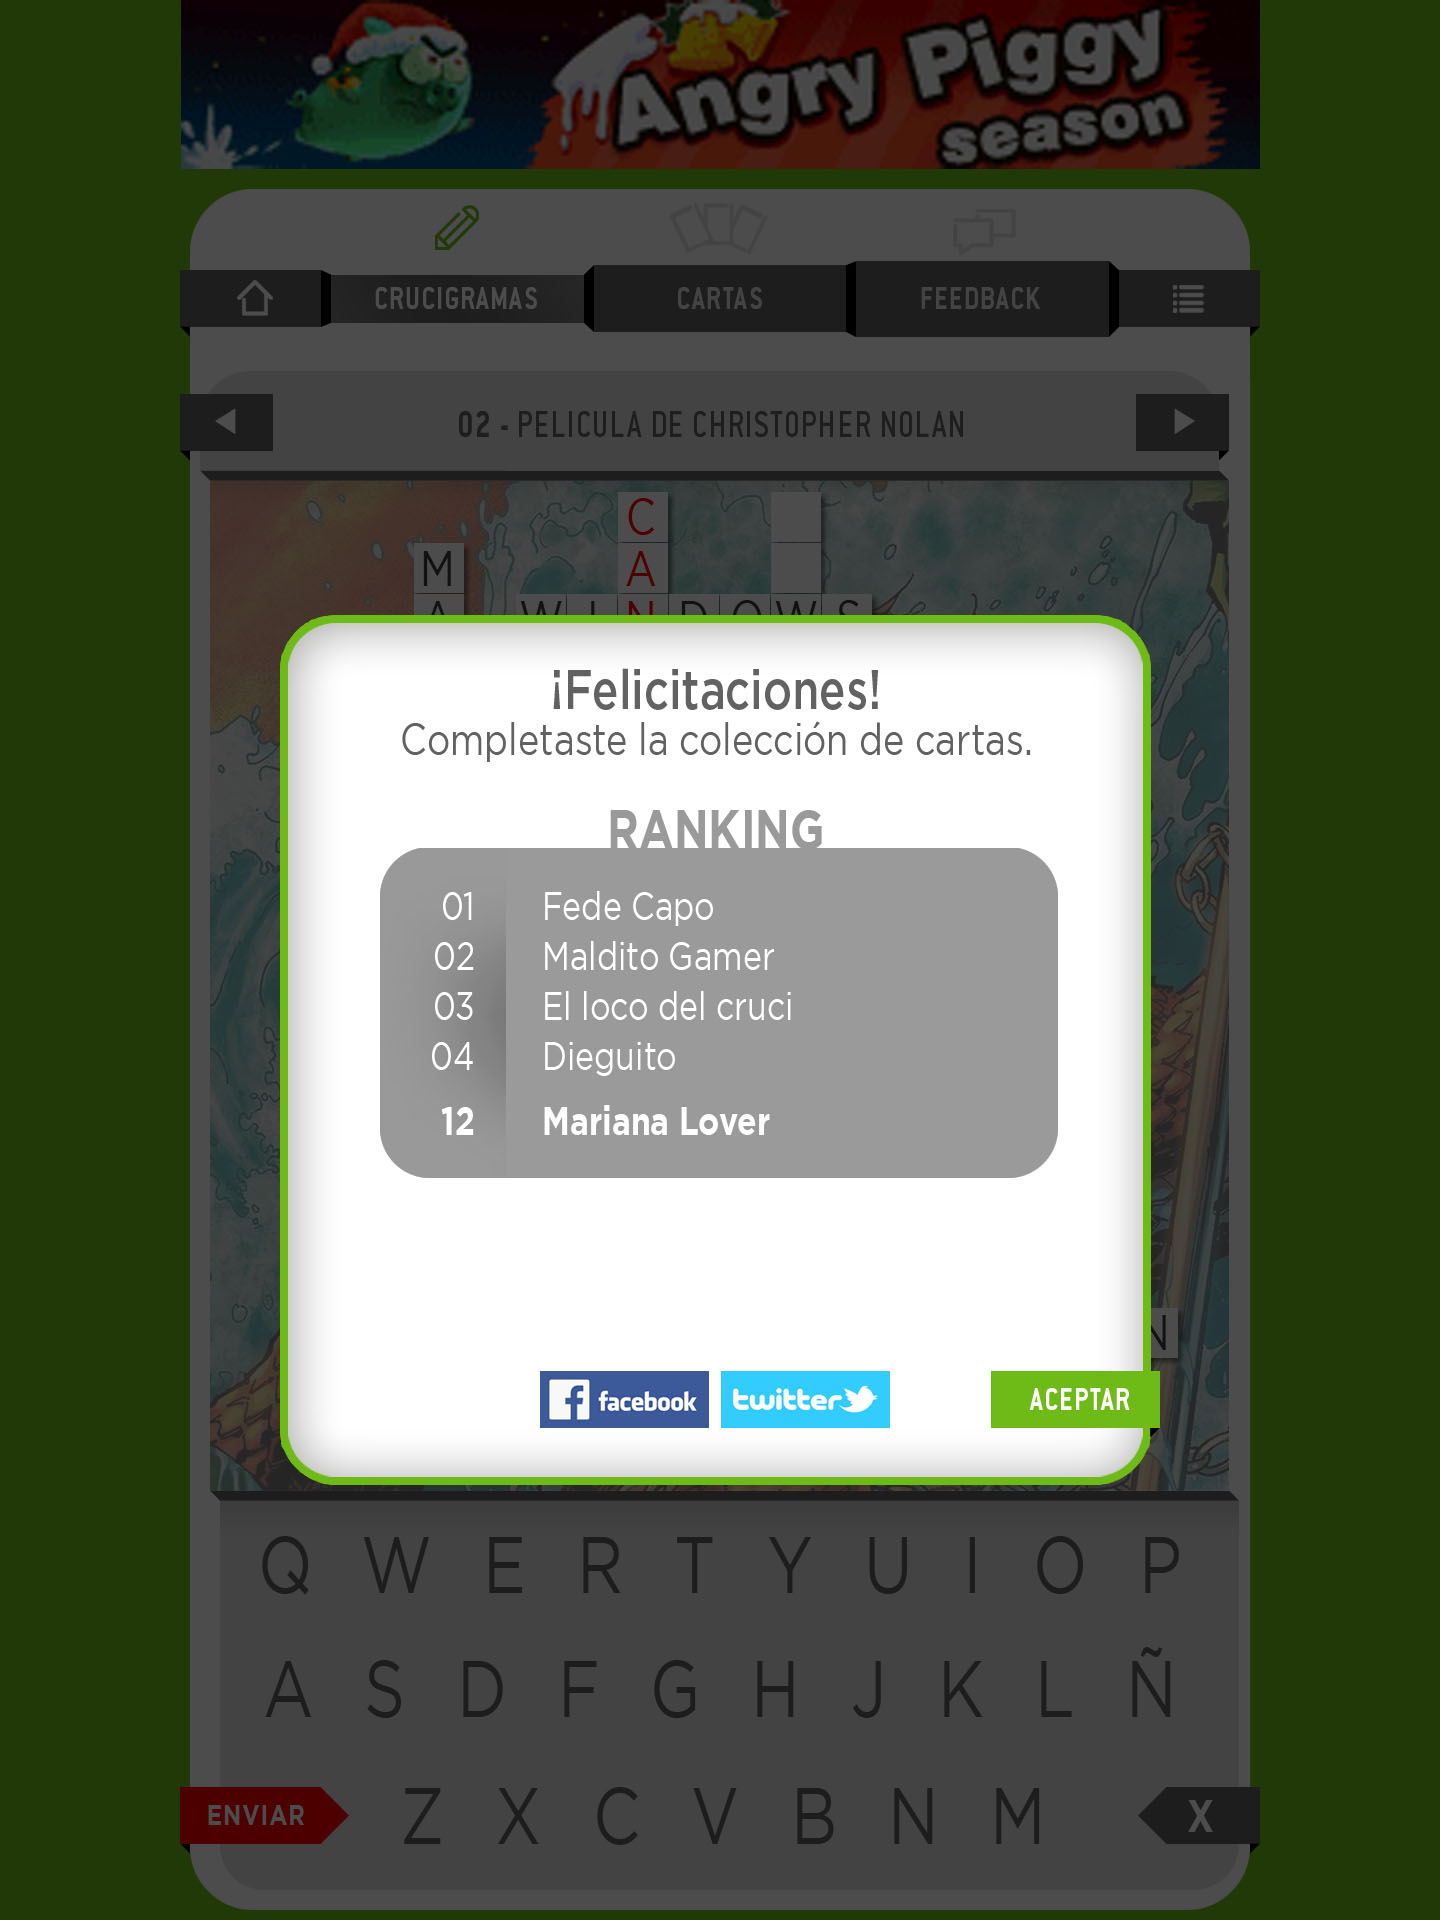 Angry Piggy
season
CRUCIGRAMAS
CARTAS
FEEDBACK
02 - PELICULA DE CHRISTOPHER NOLAN
C
M A
A WINDOWS
¡Felicitaciones!
Completaste la colección de cartas.
RANKING
01 Fede Capo
02 Maldito Gamer
03 El loco del cruci
04 Dieguito
12 Mariana Lover
N
facebook
twitter
ACEPTAR
Q W E R T Y U I O P
A S D F G H J K L Ñ
ENVIAR Z X C V B N M X